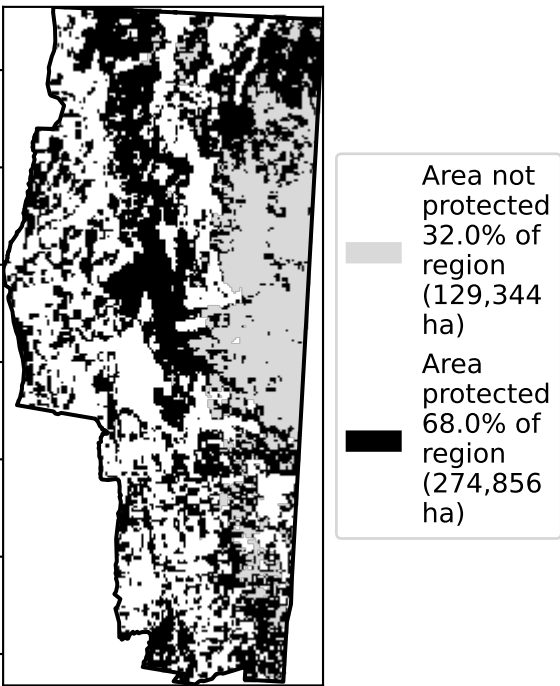 Area not
protected
32.0% of
region
(129,344
ha)
Area
protected
68.0% of
region
(274,856
ha)